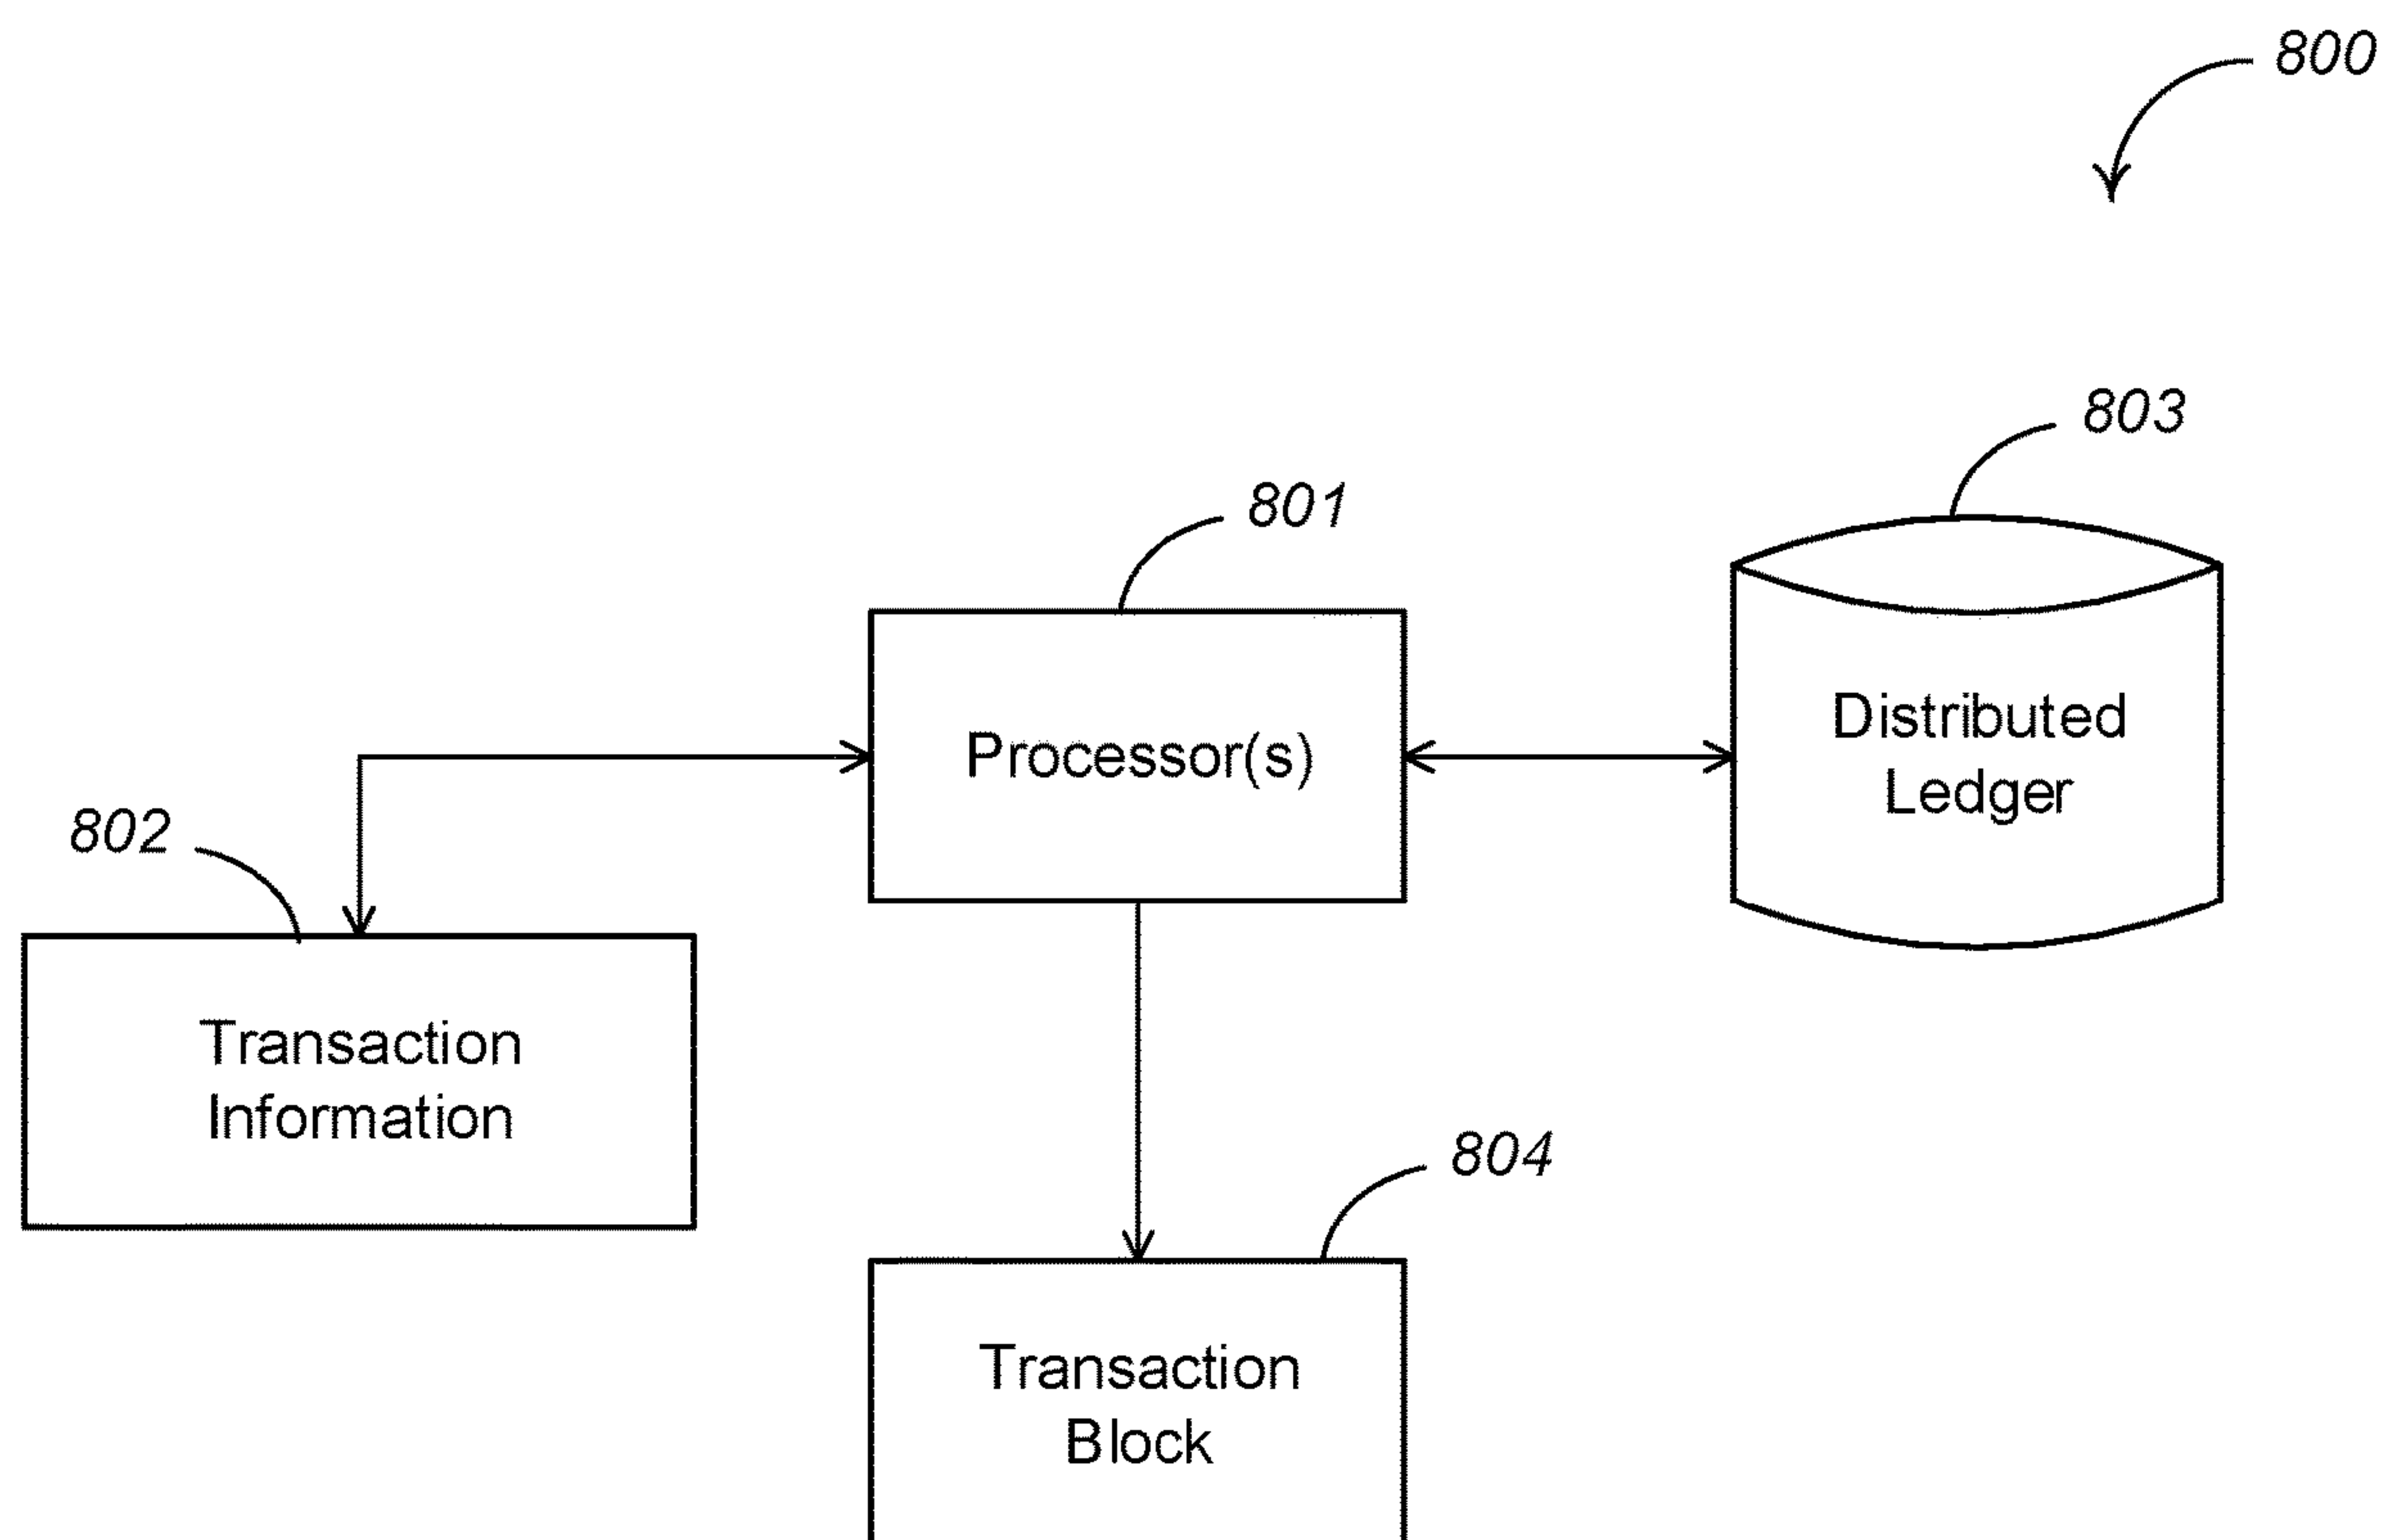 800
803
801
Processor(s)
Distributed
Ledger
802
Transaction
Information
804
Transaction
Block